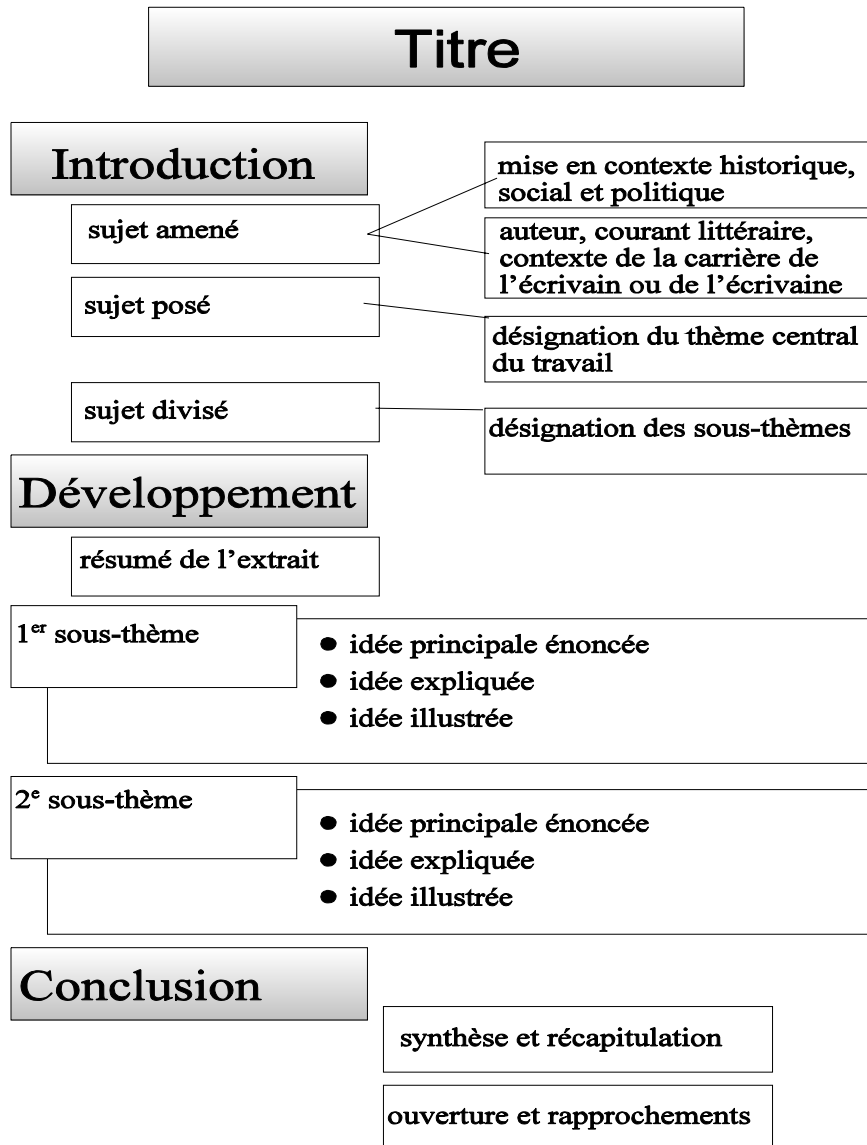 Titre
Introduction
sujet amené
mise en contexte historique,
social et politique
auteur, courant littéraire,
contexte de la carrière de
l’écrivain ou de l’écrivaine
sujet posé
désignation du thème central
du travail
sujet divisé
désignation des sous-thèmes
Développement
résumé de l’extrait
1er sous-thème
● idée principale énoncée
● idée expliquée
● idée illustrée
2e sous-thème
● idée principale énoncée
● idée expliquée
● idée illustrée
Conclusion
synthèse et récapitulation
ouverture et rapprochements